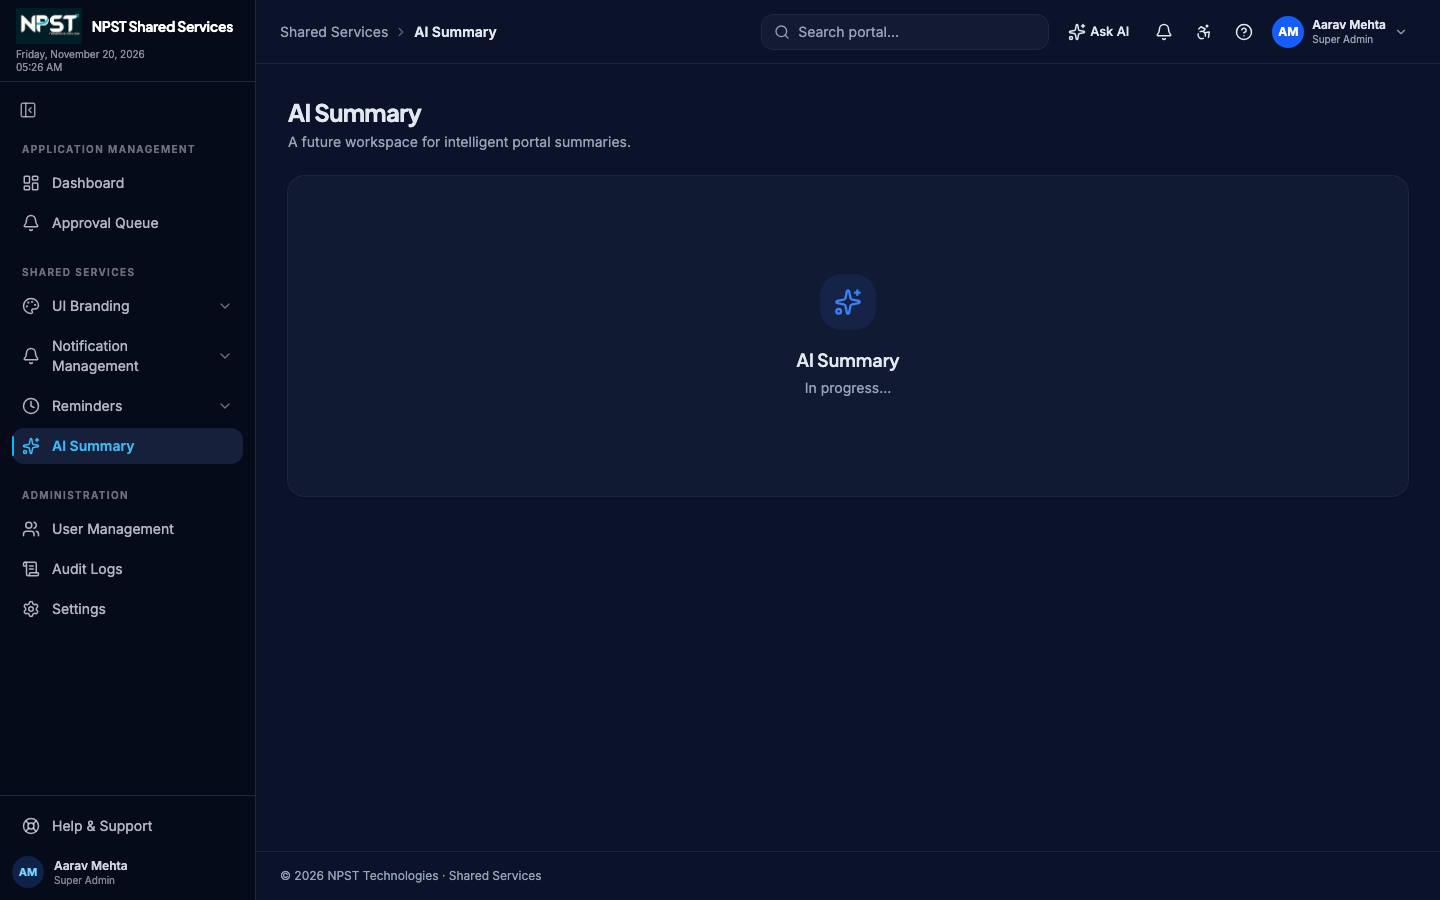 NPST
NPST Shared Services
Friday, November 20, 2026
05:26 AM
APPLICATION MANAGEMENT
Dashboard
Approval Queue
SHARED SERVICES
UI Branding
Notification
Management
Reminders
AI Summary
ADMINISTRATION
User Management
Audit Logs
Settings
Help & Support
AM
Aarav Mehta
Super Admin
Shared Services > AI Summary
Search portal...
Ask AI
AM
Aarav Mehta
Super Admin
AI Summary
A future workspace for intelligent portal summaries.
AI Summary
In progress...
© 2026 NPST Technologies · Shared Services